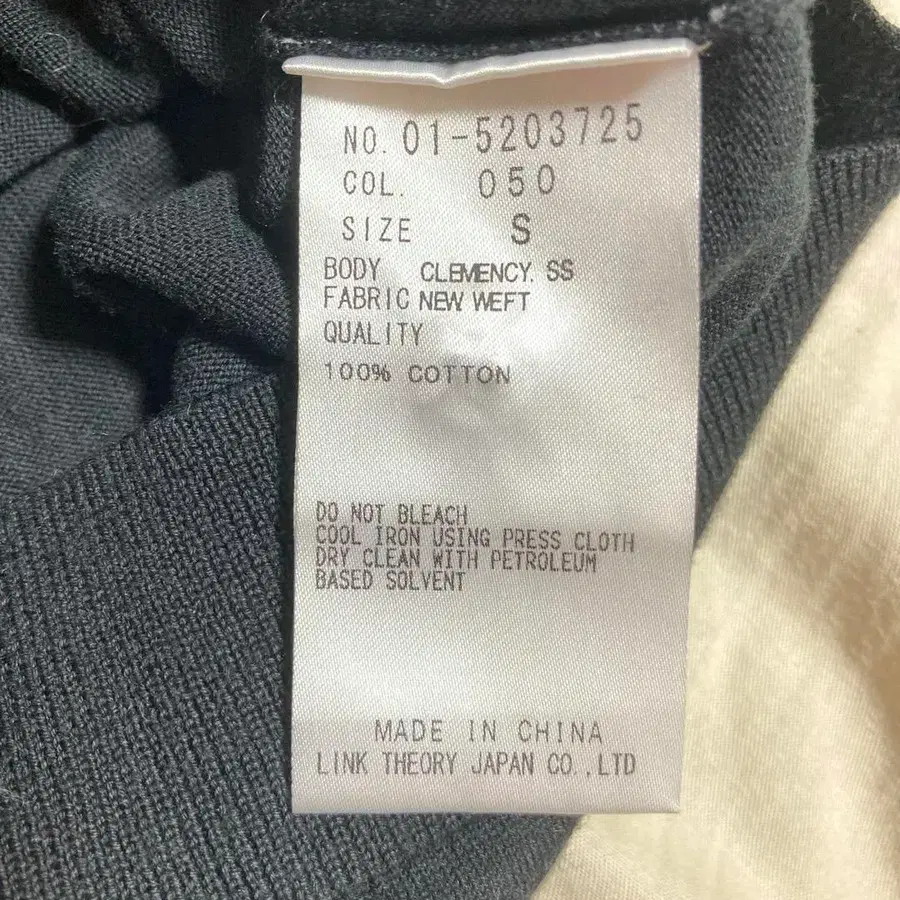 NO. 01-5203725
COL. 050
SIZE S
BODY CLEMENCY. SS
FABRIC NEW WEFT
QUALITY
100% COTTON
DO NOT BLEACH
COOL IRON USING PRESS CLOTH
DRY CLEAN WITH PETROLEUM
BASED SOLVENT
MADE IN CHINA
LINK THEORY JAPAN CO.,LTD